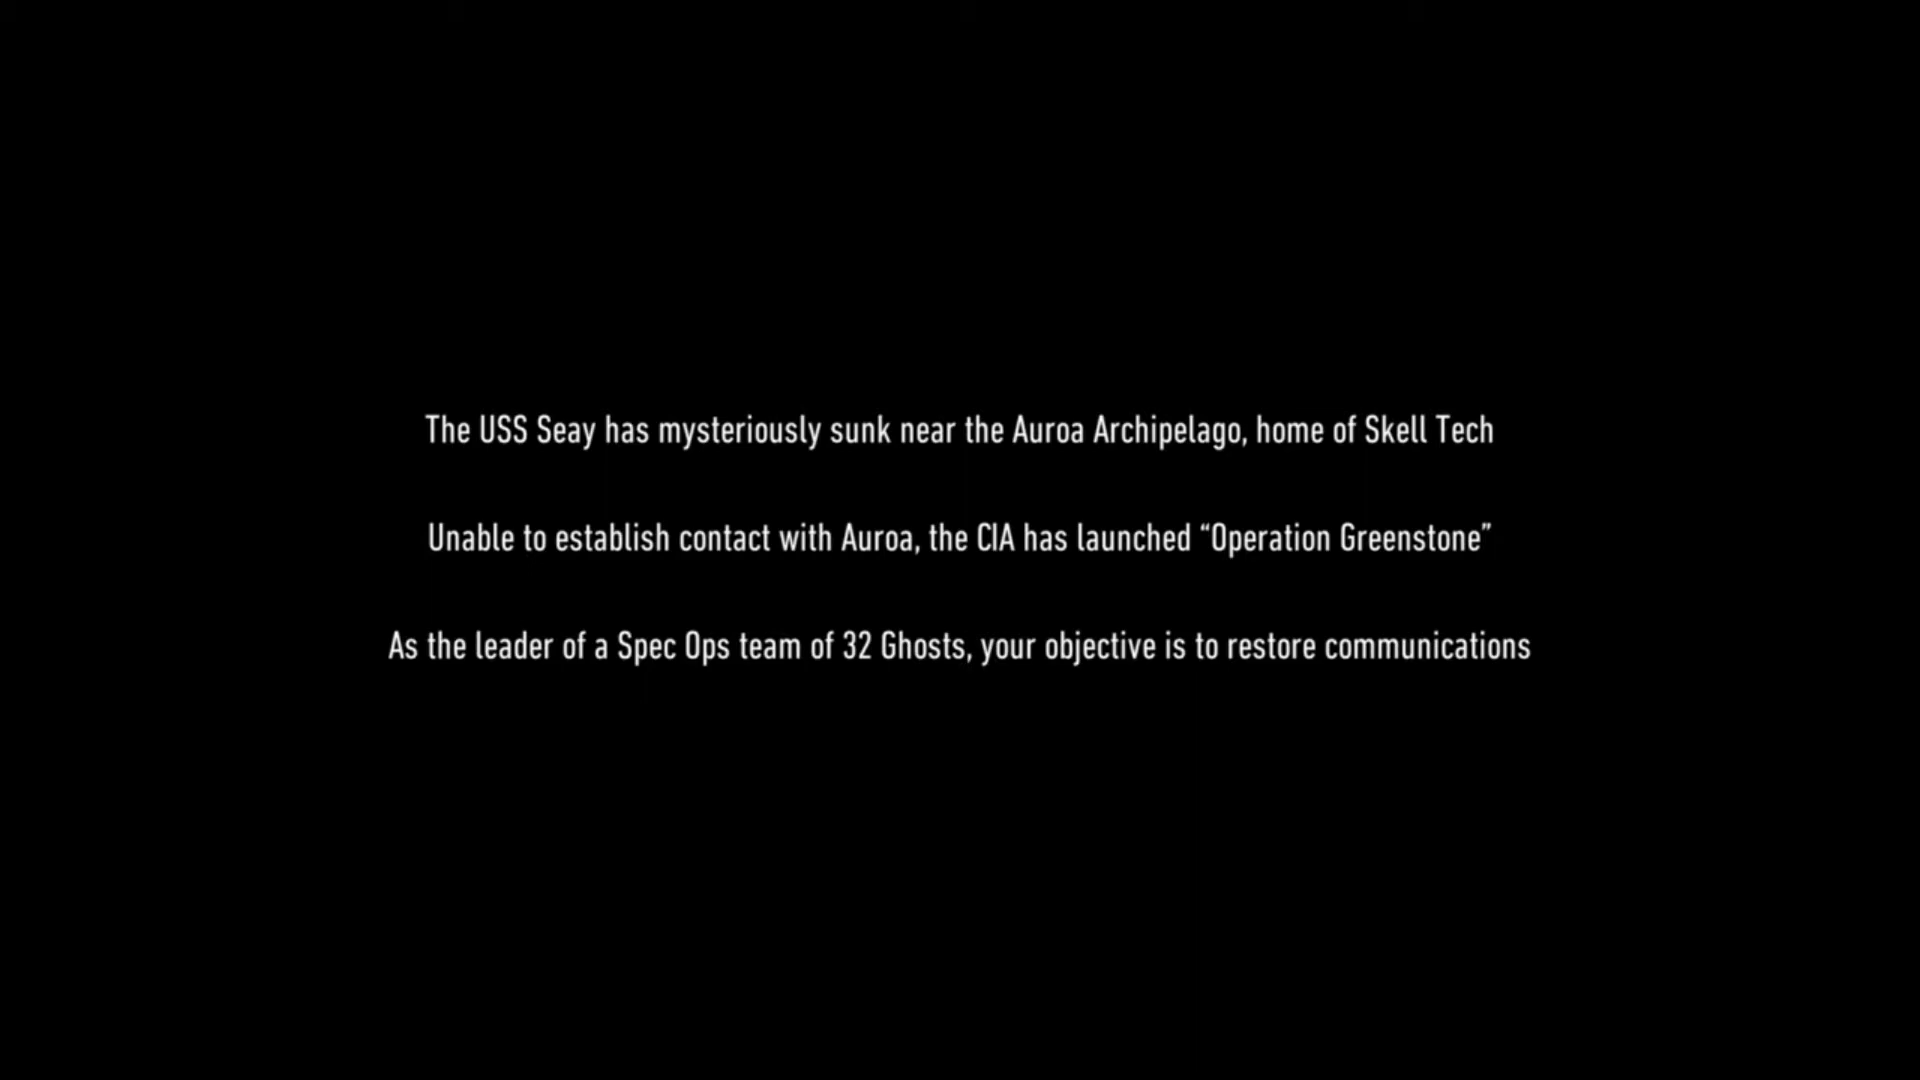 The USS Seay has mysteriously sunk near the Auroa Archipelago, home of Skell Tech
Unable to establish contact with Auroa, the CIA has launched “Operation Greenstone”
As the leader of a Spec Ops team of 32 Ghosts, your objective is to restore communications